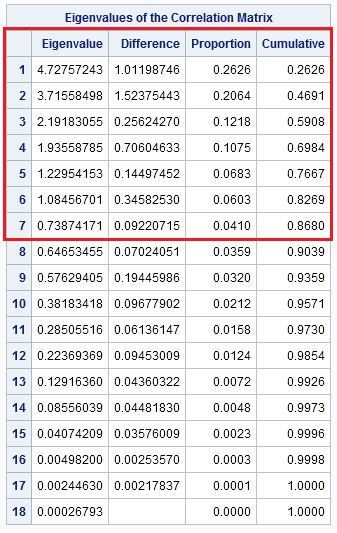 Eigenvalues of the Correlation Matrix
Eigenvalue Difference Proportion Cumulative
1 4.72757243 1.01198746 0.2626 0.2626
2 3.71558498 1.52375443 0.2064 0.4691
3 2.19183055 0.25624270 0.1218 0.5908
4 1.93558785 0.70604633 0.1075 0.6984
5 1.22954153 0.14497452 0.0683 0.7667
6 1.08456701 0.34582530 0.0603 0.8269
7 0.73874171 0.09220715 0.0410 0.8680
8 0.64653455 0.07024051 0.0359 0.9039
9 0.57629405 0.19445986 0.0320 0.9359
10 0.38183418 0.09677902 0.0212 0.9571
11 0.28505516 0.06136147 0.0158 0.9730
12 0.22369369 0.09453009 0.0124 0.9854
13 0.12916360 0.04360322 0.0072 0.9926
14 0.08556039 0.04481830 0.0048 0.9973
15 0.04074209 0.03576009 0.0023 0.9996
16 0.00498200 0.00253570 0.0003 0.9998
17 0.00244630 0.00217837 0.0001 1.0000
18 0.00026793 0.0000 1.0000